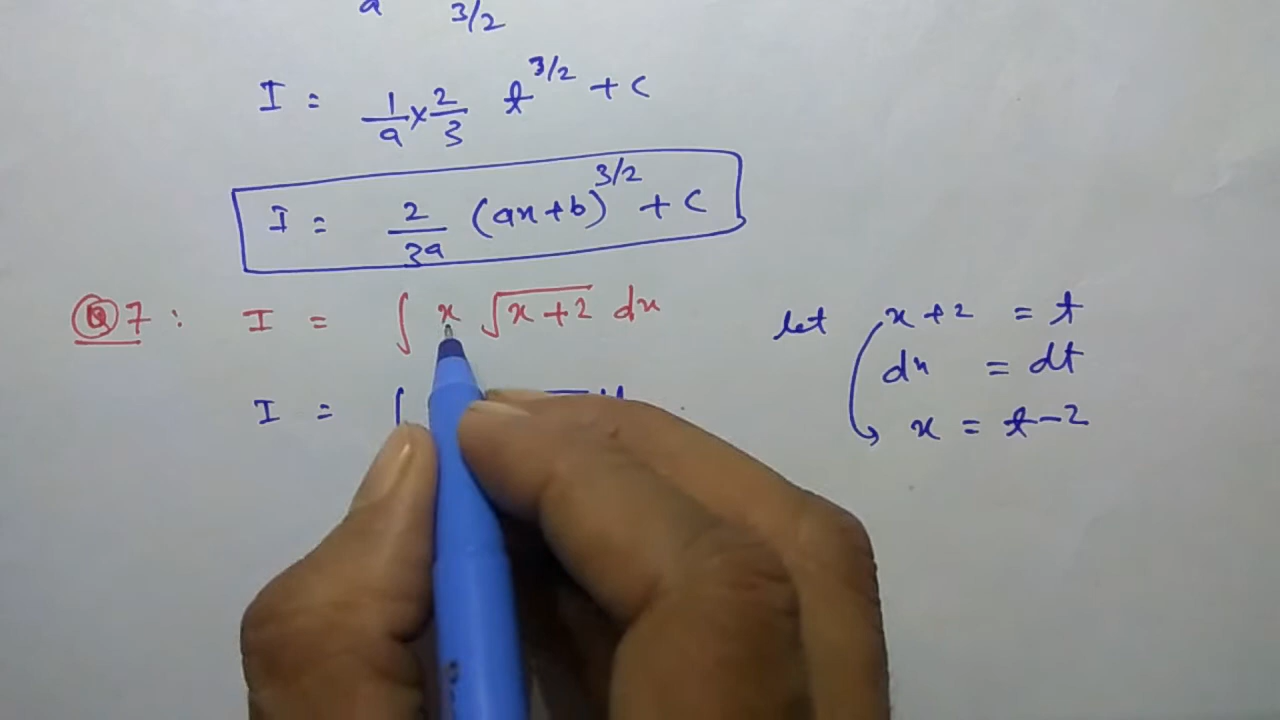 a 3/2
I = 1/a × 2/3 t^3/2 + C
I = 2/3a (ax+b)^3/2 + C
Q 7 : I = ∫ x √x+2 dx let x+2 = t
dx = dt
I = ∫
x = t-2